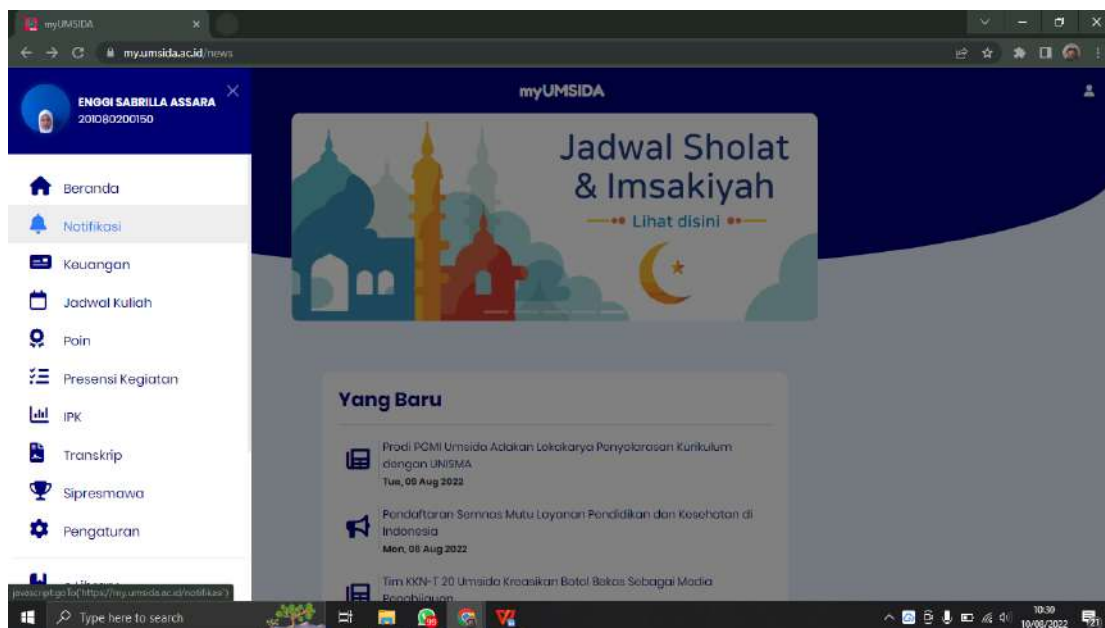 myUMSIDA
my.umsida.ac.id/news
ENGGI SABRILLA ASSARA
201080200150
Beranda
Notifikasi
Keuangan
Jadwal Kuliah
Poin
Presensi Kegiatan
IPK
Transkrip
Sipresmawa
Pengaturan
javascript:goTo('https://my.umsida.ac.id/notifikasi')
myUMSIDA
Jadwal Sholat
& Imsakiyah
Lihat disini
Yang Baru
Prodi PGMI Umsida Adakan Lokakarya Penyelarasan Kurikulum
dengan UNISMA
Tue, 09 Aug 2022
Pendaftaran Semnas Mutu Layanan Pendidikan dan Kesehatan di
Indonesia
Mon, 08 Aug 2022
Tim KKN-T 20 Umsida Kreasikan Botol Bekas Sebagai Media
Penghijauan
Type here to search
10:30
10/08/2022